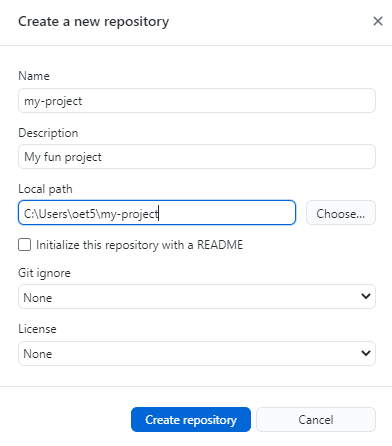 Create a new repository
Name
my-project
Description
My fun project
Local path
C:\Users\oet5\my-project
Choose...
Initialize this repository with a README
Git ignore
None
License
None
Create repository
Cancel